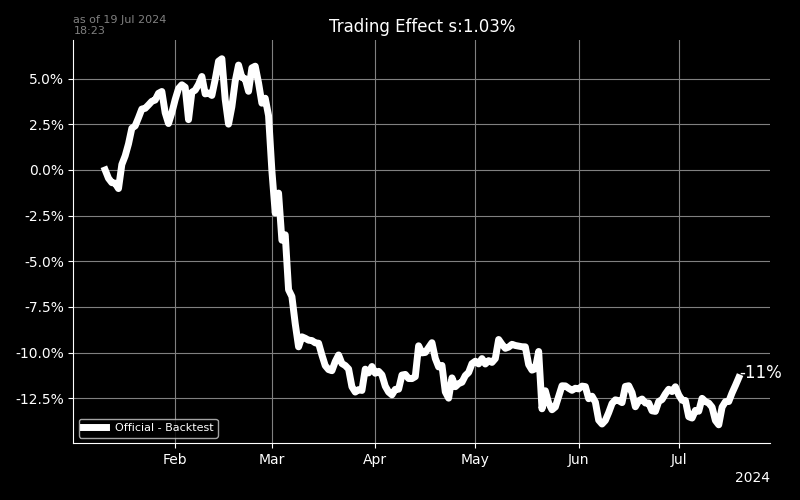 as of 19 Jul 2024
18:23
Trading Effect s:1.03%
5.0%
2.5%
0.0%
-2.5%
-5.0%
-7.5%
-10.0%
-12.5%
-11%
Official - Backtest
Feb Mar Apr May Jun Jul
2024